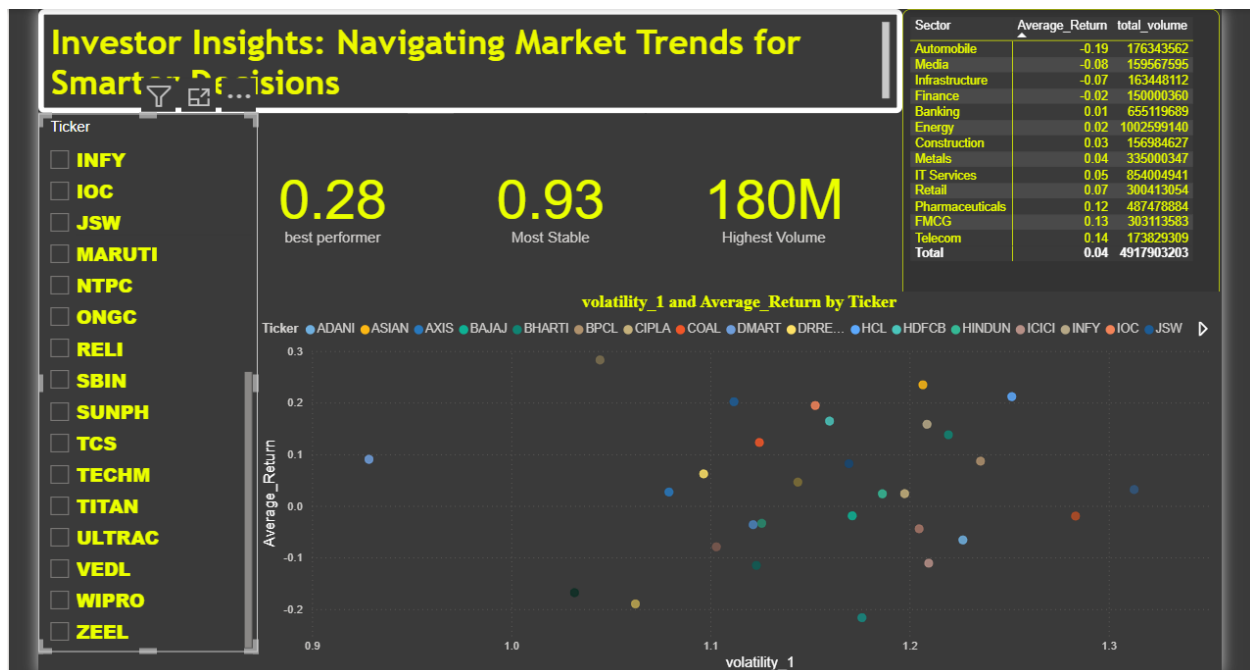 Investor Insights: Navigating Market Trends for
Smarter Decisions
Ticker
INFY
IOC
JSW
MARUTI
NTPC
ONGC
RELI
SBIN
SUNPH
TCS
TECHM
TITAN
ULTRAC
VEDL
WIPRO
ZEEL
0.28
best performer
0.93
Most Stable
180M
Highest Volume
Sector Average_Return total_volume
Automobile -0.19 176343562
Media -0.08 159567595
Infrastructure -0.07 163448112
Finance -0.02 150000360
Banking 0.01 655119689
Energy 0.02 1002599140
Construction 0.03 156984627
Metals 0.04 335000347
IT Services 0.05 854004941
Retail 0.07 300413054
Pharmaceuticals 0.12 487478884
FMCG 0.13 303113583
Telecom 0.14 173829309
Total 0.04 4917903203
volatility_1 and Average_Return by Ticker
Ticker ADANI ASIAN AXIS BAJAJ BHARTI BPCL CIPLA COAL DMART DRRE... HCL HDFCB HINDUN ICICI INFY IOC JSW
Average_Return
0.3
0.2
0.1
0.0
-0.1
-0.2
0.9 1.0 1.1 1.2 1.3
volatility_1